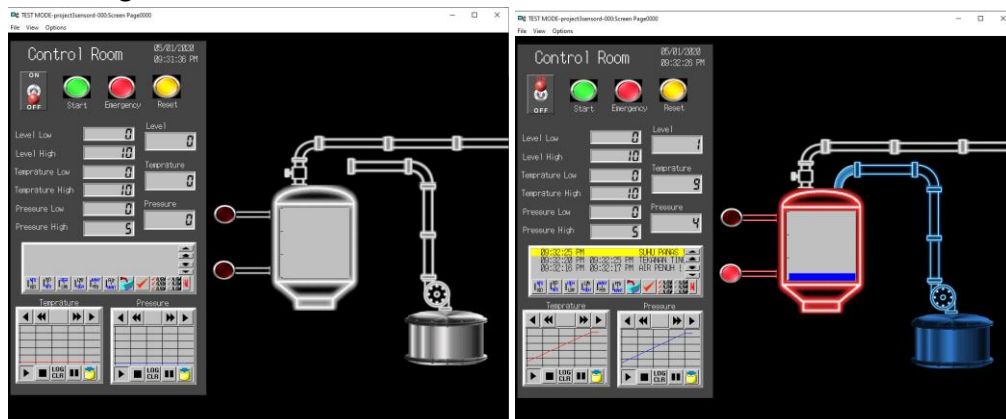 TEST MODE-project3sensord-000:Screen Page0000
File View Options
Control Room
05/01/2020
09:31:36 PM
ON
OFF
Start
Emergency
Reset
Level Low 0
Level High 10
Temprature Low 0
Temprature High 10
Pressure Low 0
Pressure High 5
Level
0
Temprature
0
Pressure
0
Temprature
Pressure
LOG CLR
LOG CLR
TEST MODE-project3sensord-000:Screen Page0000
File View Options
Control Room
05/01/2020
09:32:26 PM
OFF
Start
Emergency
Reset
Level Low 0
Level High 10
Temprature Low 0
Temprature High 10
Pressure Low 0
Pressure High 5
Level
1
Temprature
9
Pressure
4
09:32:25 PM SUHU PANAS !
09:32:20 PM 09:32:25 PM TEKANAN TING
09:32:16 PM 09:32:17 PM AIR PENUH !
Temprature
Pressure
LOG CLR
LOG CLR